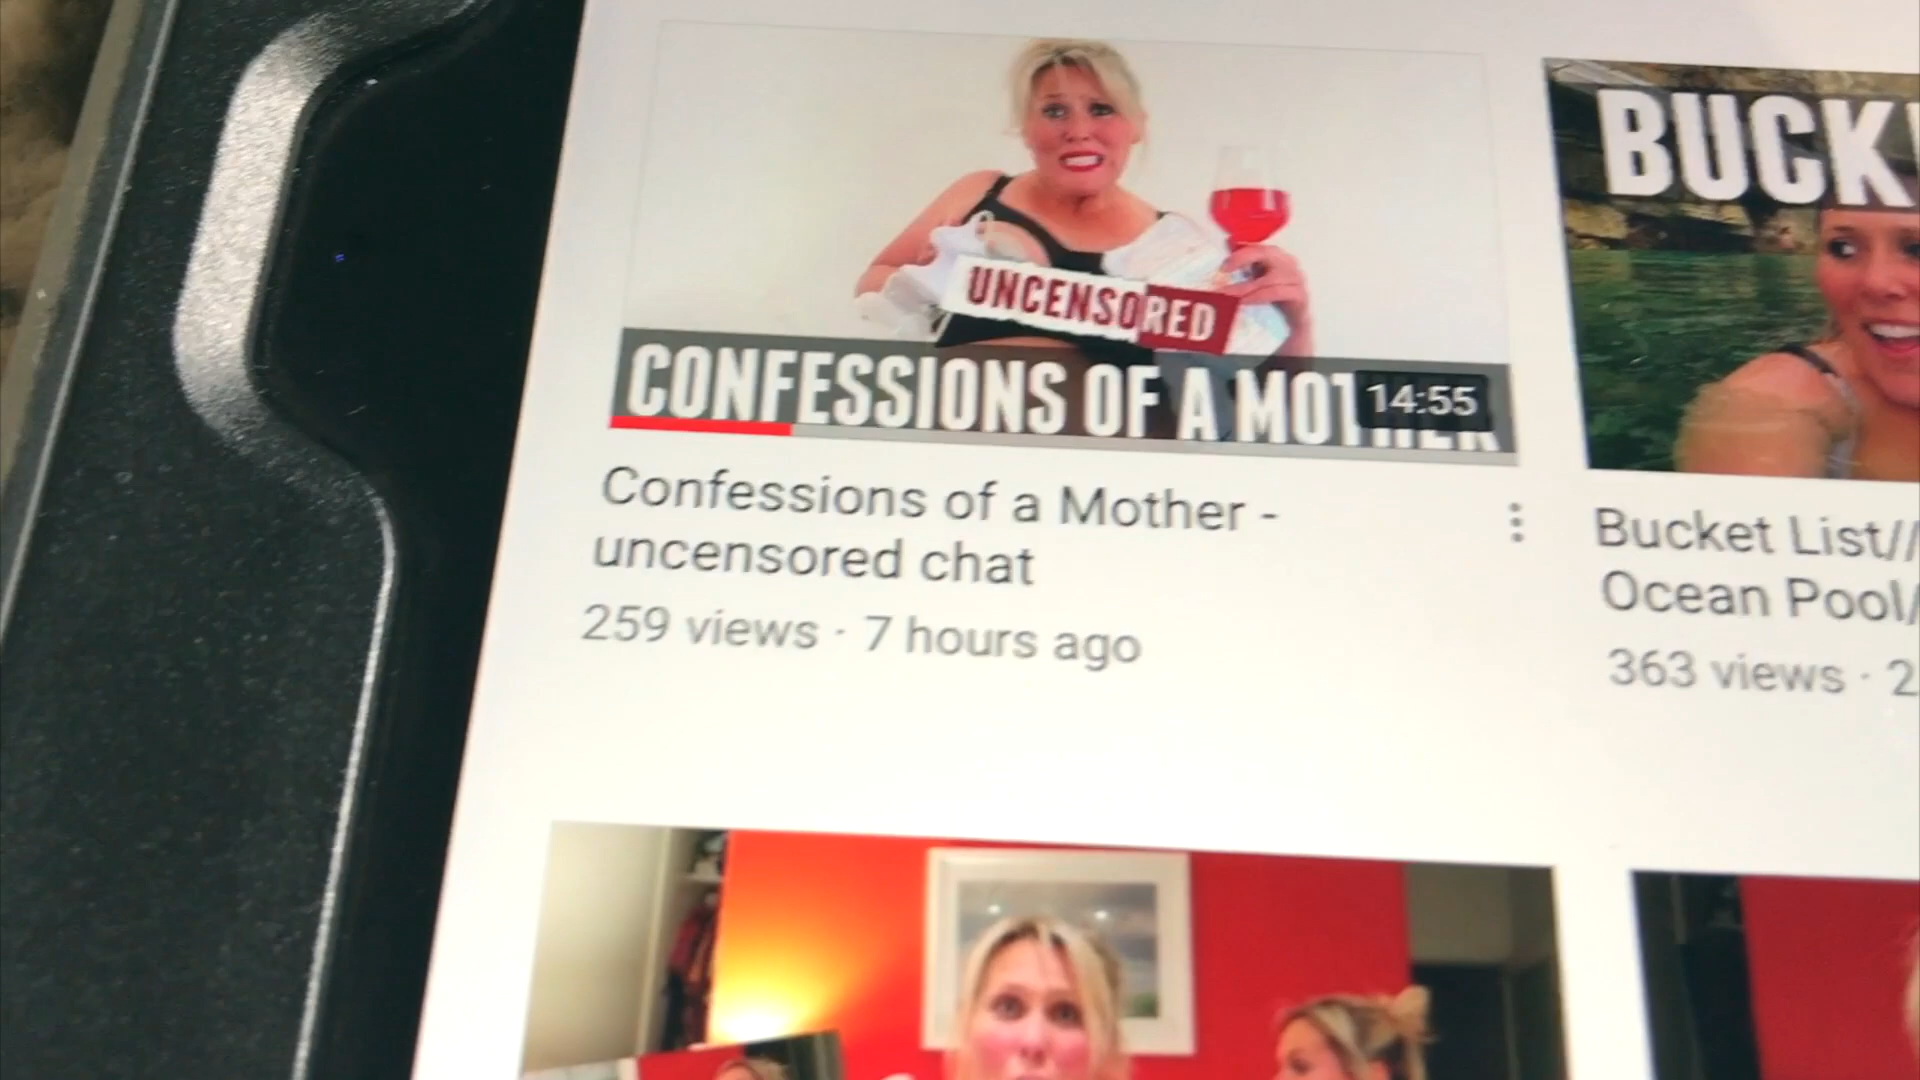 BUCK
UNCENSORED
CONFESSIONS OF A MOTHER
14:55
Confessions of a Mother -
uncensored chat
259 views · 7 hours ago
Bucket List//
Ocean Pool/
363 views · 2